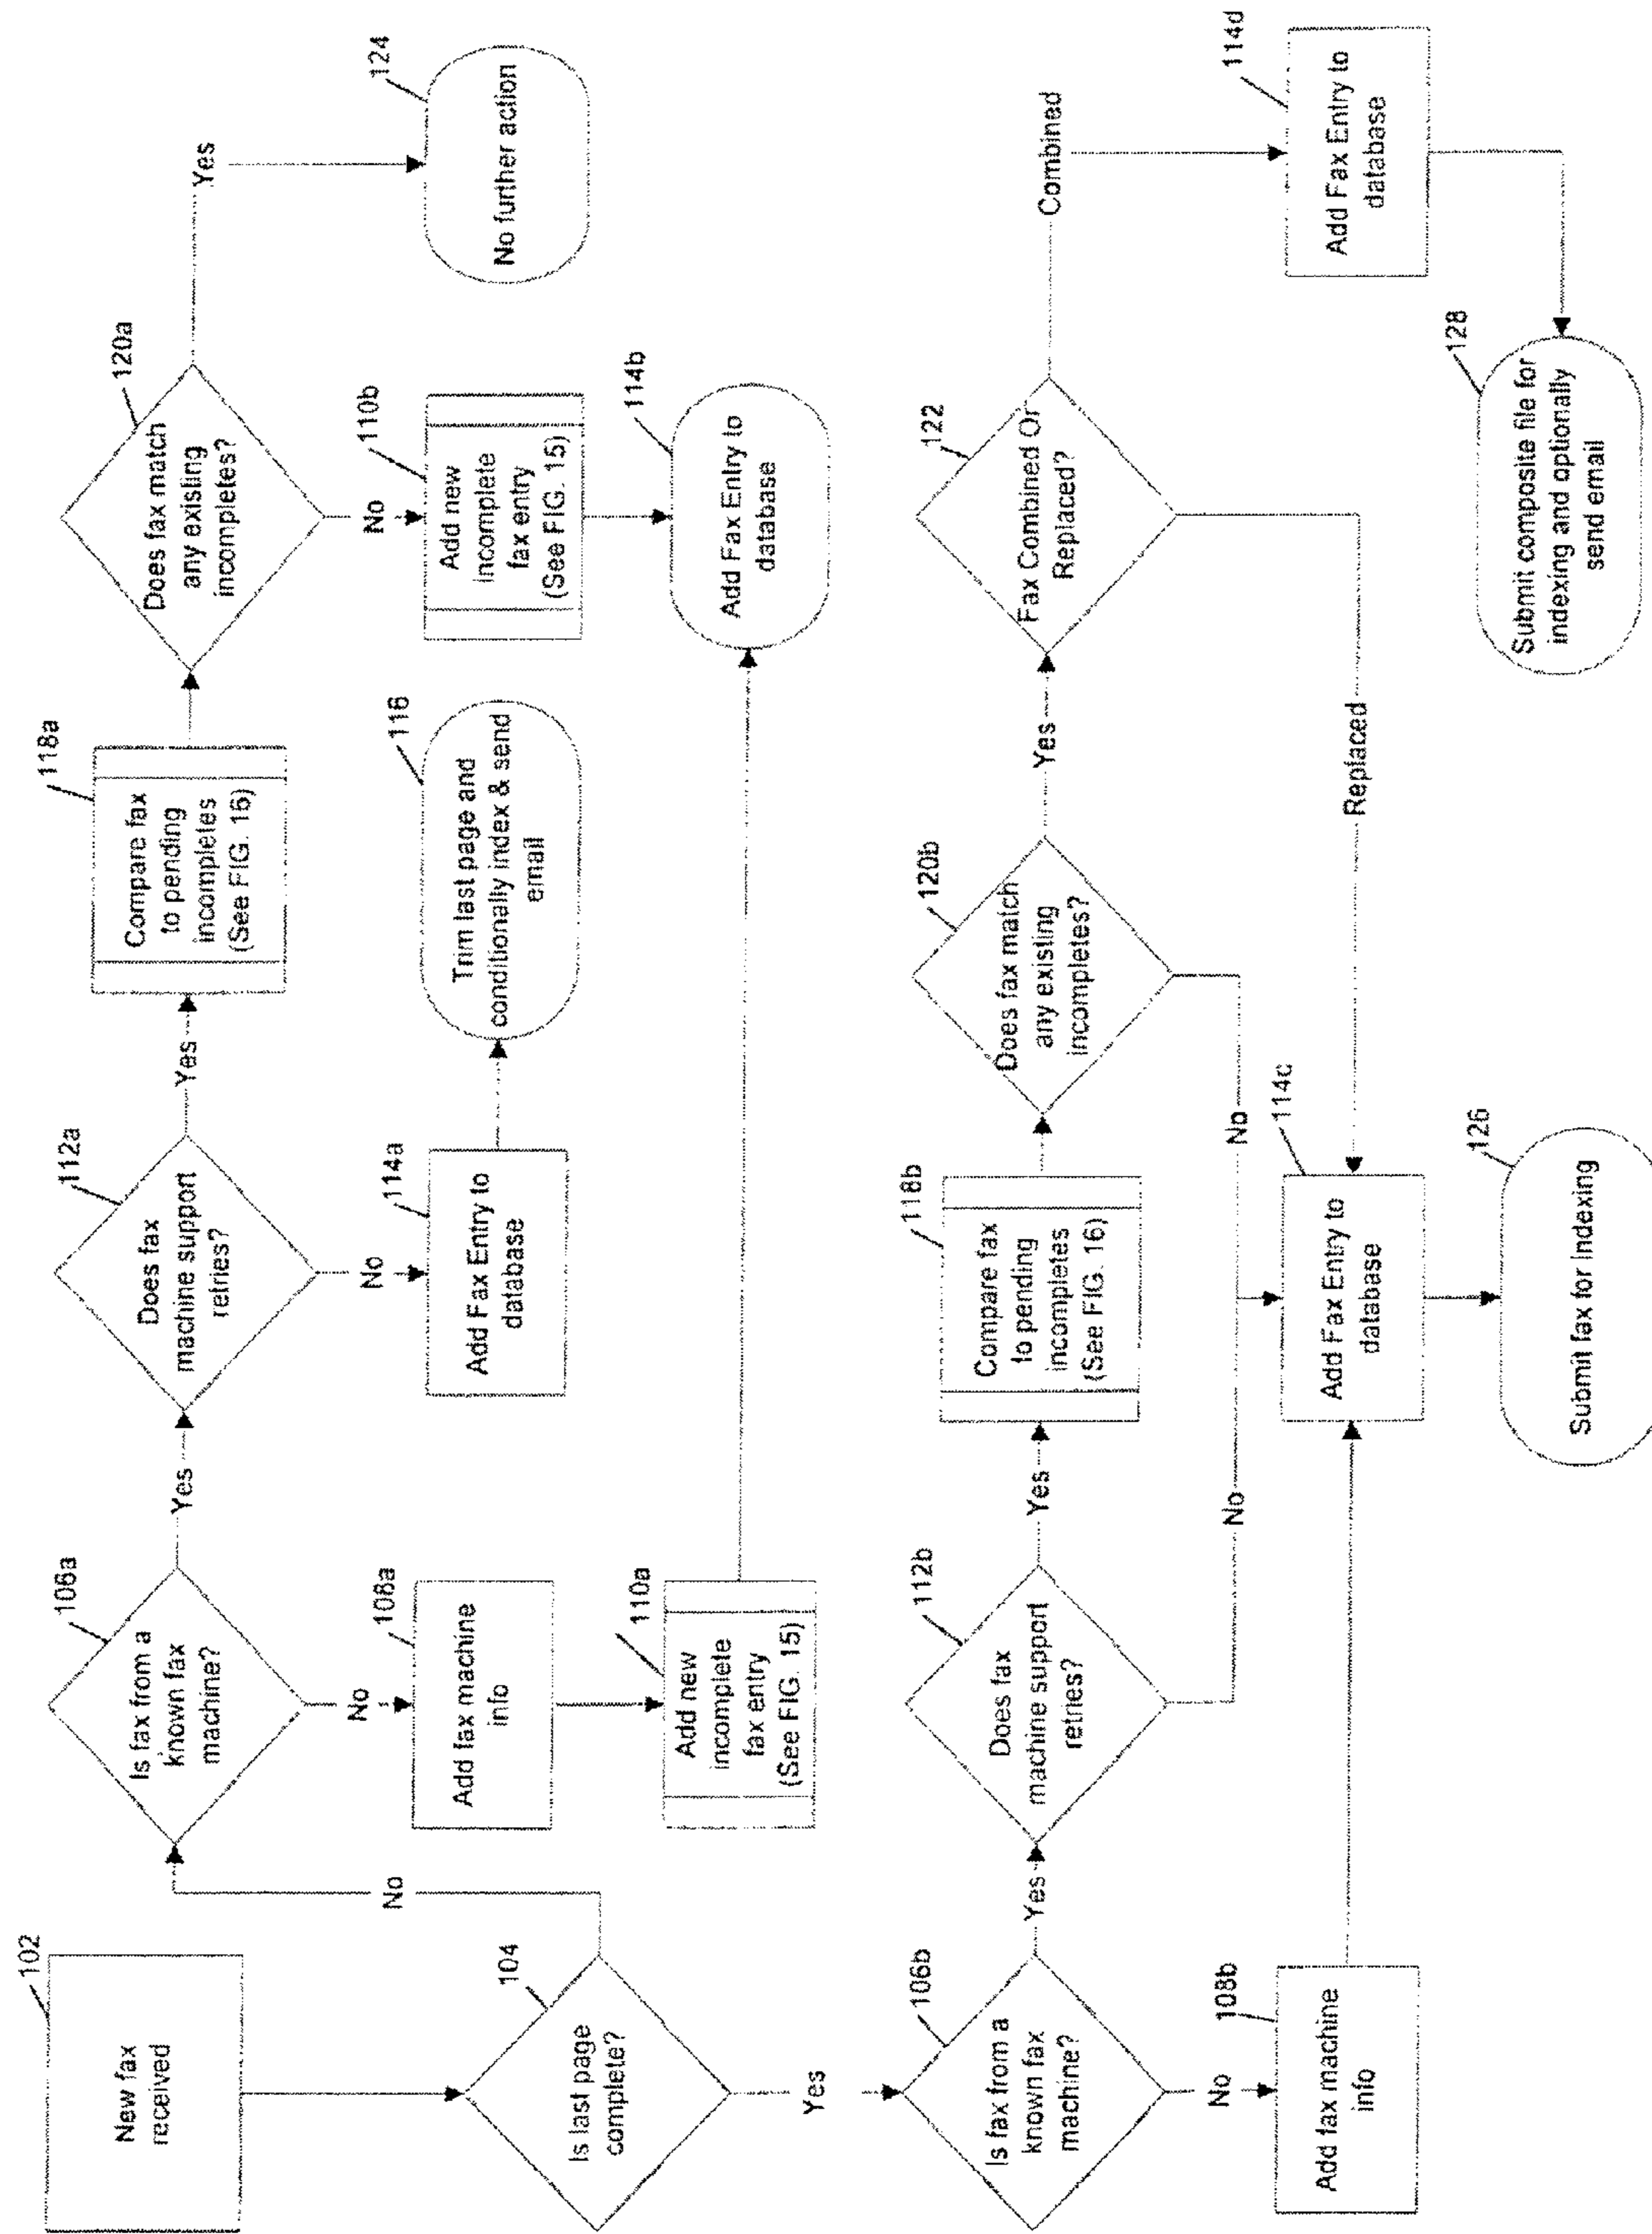 102
New fax
received
104
Is last page
complete?
No
Yes
106a
Is fax from a
known fax
machine?
Yes
No
108a
Add fax machine
info
110a
Add new
incomplete
fax entry
(See FIG. 15)
112a
Does fax
machine support
retries?
Yes
No
114a
Add Fax Entry to
database
116
Trim last page and
conditionally index & send
email
118a
Compare fax
to pending
incompletes
(See FIG. 16)
120a
Does fax match
any existing
incompletes?
Yes
No
124
No further action
110b
Add new
incomplete
fax entry
(See FIG. 15)
114b
Add Fax Entry to
database
106b
Is fax from a
known fax
machine?
Yes
No
108b
Add fax machine
info
112b
Does fax
machine support
retries?
Yes
No
118b
Compare fax
to pending
incompletes
(See FIG. 16)
120b
Does fax match
any existing
incompletes?
Yes
No
122
Fax Combined Or
Replaced?
Combined
Replaced
114c
Add Fax Entry to
database
126
Submit fax for Indexing
114d
Add Fax Entry to
database
128
Submit composite file for
indexing and optionally
send email